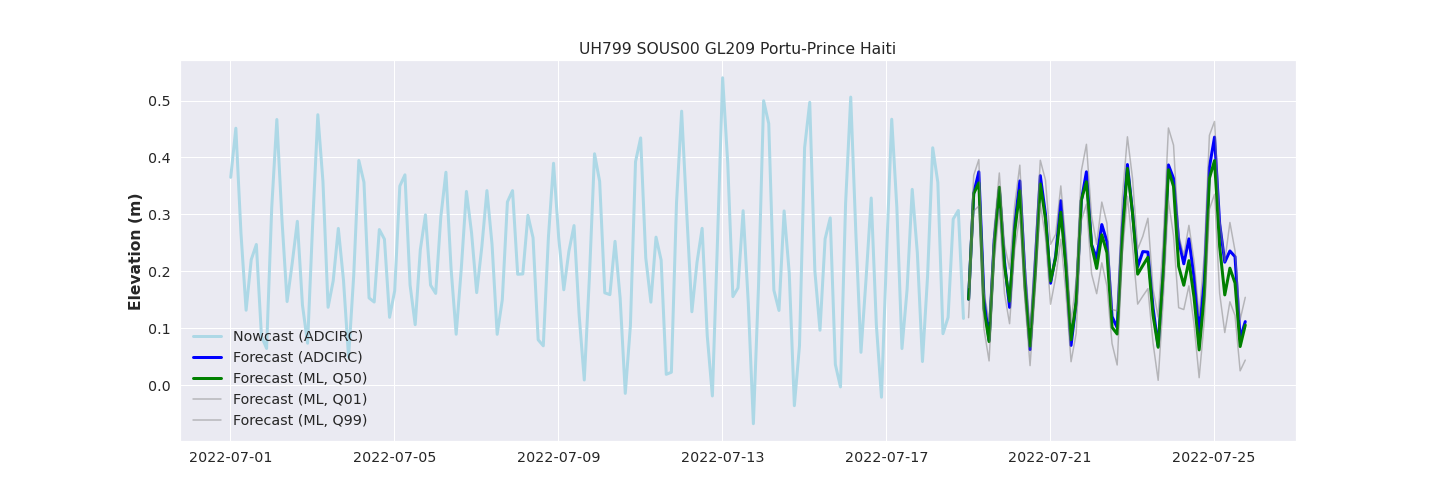 UH799 SOUS00 GL209 Portu-Prince Haiti
Elevation (m)
0.5
0.4
0.3
0.2
0.1
0.0
Nowcast (ADCIRC)
Forecast (ADCIRC)
Forecast (ML, Q50)
Forecast (ML, Q01)
Forecast (ML, Q99)
2022-07-01 2022-07-05 2022-07-09 2022-07-13 2022-07-17 2022-07-21 2022-07-25